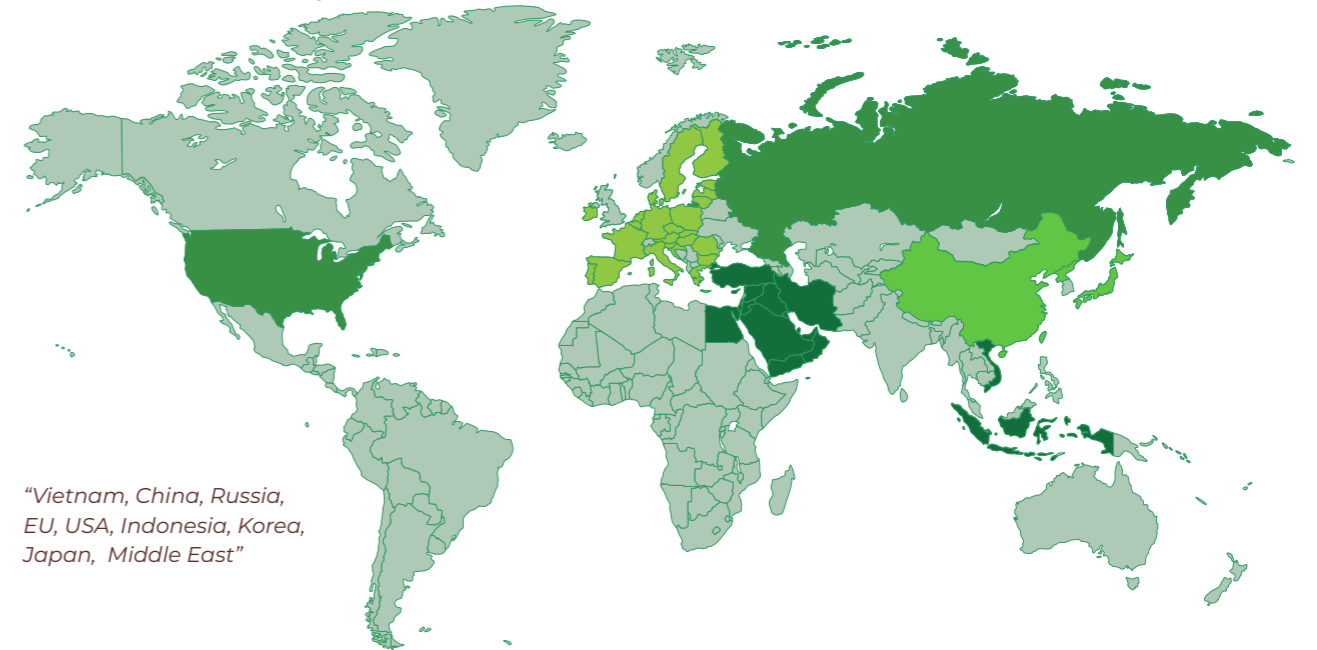 “Vietnam, China, Russia,
EU, USA, Indonesia, Korea,
Japan,  Middle East”